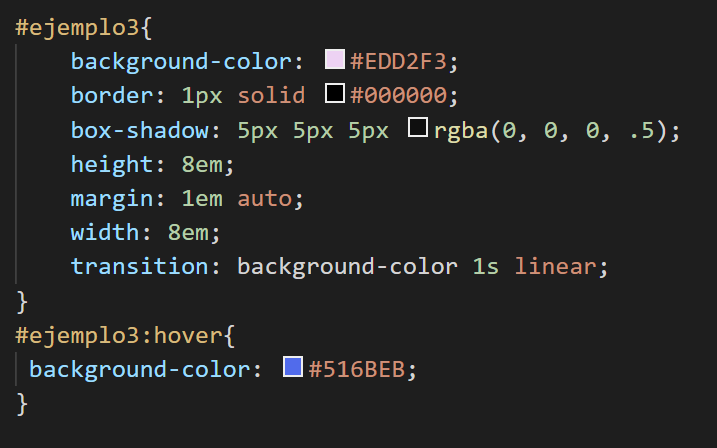 #ejemplo3{
    background-color: #EDD2F3;
    border: 1px solid #000000;
    box-shadow: 5px 5px 5px rgba(0, 0, 0, .5);
    height: 8em;
    margin: 1em auto;
    width: 8em;
    transition: background-color 1s linear;
}
#ejemplo3:hover{
 background-color: #516BEB;
}